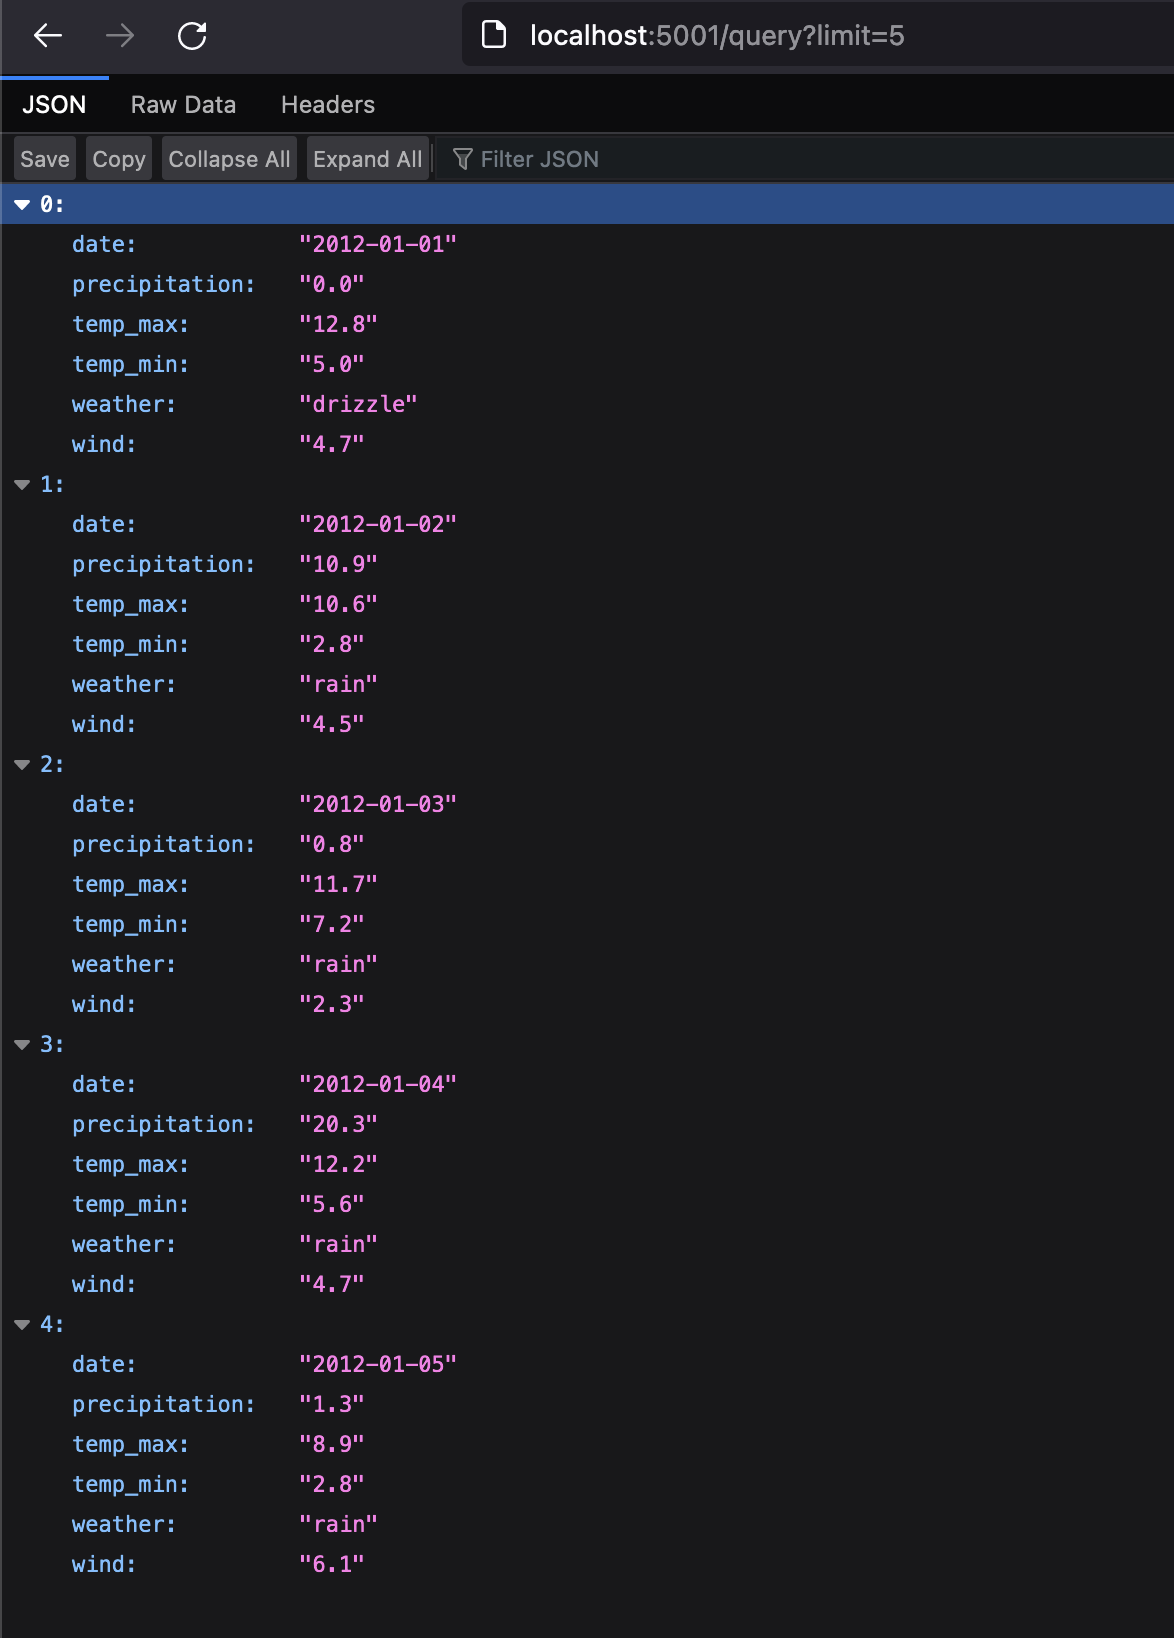 localhost:5001/query?limit=5
JSON Raw Data Headers
Save Copy Collapse All Expand All Filter JSON
0:
date: "2012-01-01"
precipitation: "0.0"
temp_max: "12.8"
temp_min: "5.0"
weather: "drizzle"
wind: "4.7"
1:
date: "2012-01-02"
precipitation: "10.9"
temp_max: "10.6"
temp_min: "2.8"
weather: "rain"
wind: "4.5"
2:
date: "2012-01-03"
precipitation: "0.8"
temp_max: "11.7"
temp_min: "7.2"
weather: "rain"
wind: "2.3"
3:
date: "2012-01-04"
precipitation: "20.3"
temp_max: "12.2"
temp_min: "5.6"
weather: "rain"
wind: "4.7"
4:
date: "2012-01-05"
precipitation: "1.3"
temp_max: "8.9"
temp_min: "2.8"
weather: "rain"
wind: "6.1"